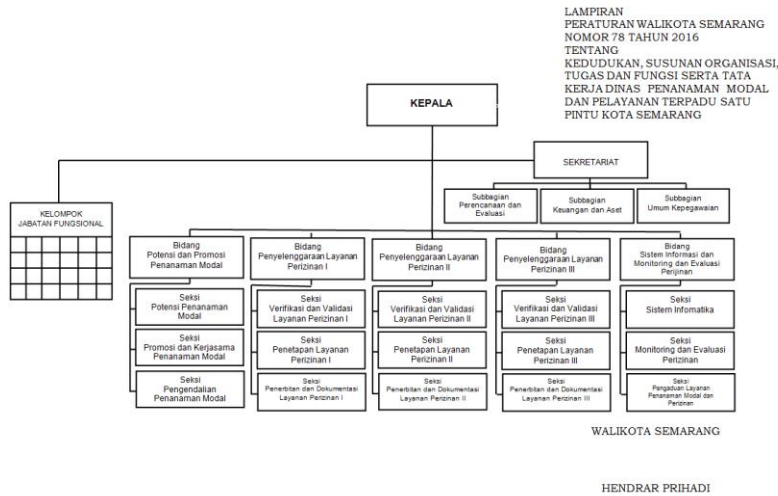 LAMPIRAN
PERATURAN WALIKOTA SEMARANG
NOMOR 78 TAHUN 2016
TENTANG
KEDUDUKAN, SUSUNAN ORGANISASI,
TUGAS DAN FUNGSI SERTA TATA
KERJA DINAS PENANAMAN MODAL
DAN PELAYANAN TERPADU SATU
PINTU KOTA SEMARANG
KEPALA
SEKRETARIAT
Subbagian
Perencanaan dan
Evaluasi
Subbagian
Keuangan dan Aset
Subbagian
Umum Kepegawaian
KELOMPOK
JABATAN FUNGSIONAL
Bidang
Potensi dan Promosi
Penanaman Modal
Bidang
Penyelenggaraan Layanan
Perizinan I
Bidang
Penyelenggaraan Layanan
Perizinan II
Bidang
Penyelenggaraan Layanan
Perizinan III
Bidang
Sistem Informasi dan
Monitoring dan Evaluasi
Perijinan
Seksi
Potensi Penanaman
Modal
Seksi
Verifikasi dan Validasi
Layanan Perizinan I
Seksi
Verifikasi dan Validasi
Layanan Perizinan II
Seksi
Verifikasi dan Validasi
Layanan Perizinan III
Seksi
Sistem Informatika
Seksi
Promosi dan Kerjasama
Penanaman Modal
Seksi
Penetapan Layanan
Perizinan I
Seksi
Penetapan Layanan
Perizinan II
Seksi
Penetapan Layanan
Perizinan III
Seksi
Monitoring dan Evaluasi
Perizinan
Seksi
Pengendalian
Penanaman Modal
Seksi
Penerbitan dan Dokumentasi
Layanan Perizinan I
Seksi
Penerbitan dan Dokumentasi
Layanan Perizinan II
Seksi
Penerbitan dan Dokumentasi
Layanan Perizinan III
Seksi
Pengaduan Layanan
Penanaman Modal dan
Perizinan
WALIKOTA SEMARANG
HENDRAR PRIHADI